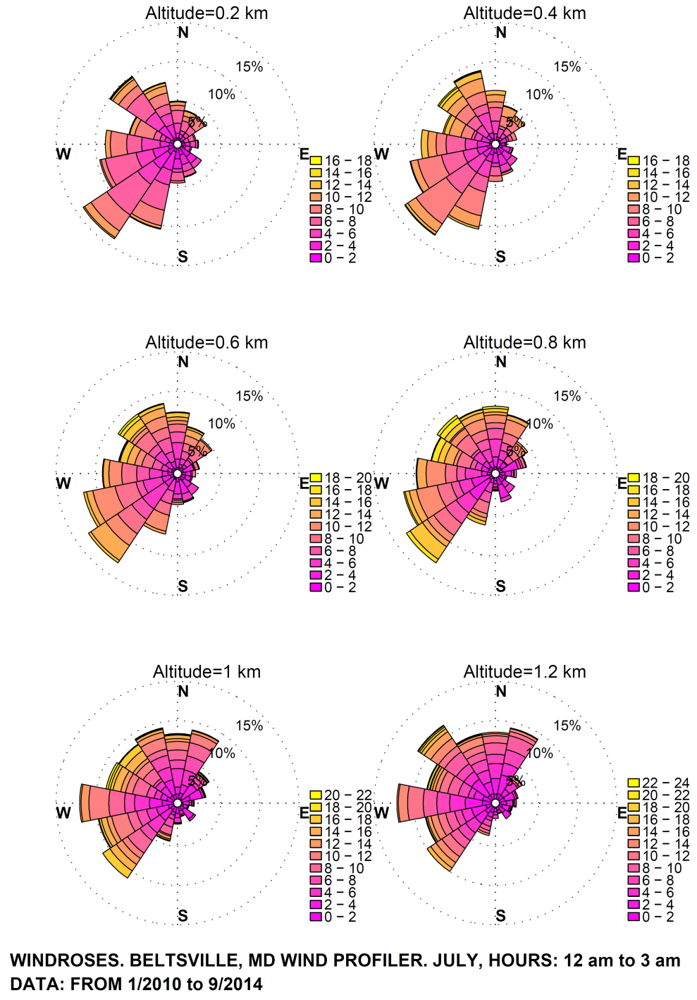 Altitude=0.2 km
N
15%
10%
5%
W
E
S
16 − 18
14 − 16
12 − 14
10 − 12
8 − 10
6 − 8
4 − 6
2 − 4
0 − 2
Altitude=0.4 km
N
15%
10%
5%
W
E
S
16 − 18
14 − 16
12 − 14
10 − 12
8 − 10
6 − 8
4 − 6
2 − 4
0 − 2
Altitude=0.6 km
N
15%
10%
5%
W
E
S
18 − 20
16 − 18
14 − 16
12 − 14
10 − 12
8 − 10
6 − 8
4 − 6
2 − 4
0 − 2
Altitude=0.8 km
N
15%
10%
5%
W
E
S
18 − 20
16 − 18
14 − 16
12 − 14
10 − 12
8 − 10
6 − 8
4 − 6
2 − 4
0 − 2
Altitude=1 km
N
15%
10%
5%
W
E
S
20 − 22
18 − 20
16 − 18
14 − 16
12 − 14
10 − 12
8 − 10
6 − 8
4 − 6
2 − 4
0 − 2
Altitude=1.2 km
N
15%
10%
5%
W
E
S
22 − 24
20 − 22
18 − 20
16 − 18
14 − 16
12 − 14
10 − 12
8 − 10
6 − 8
4 − 6
2 − 4
0 − 2
WINDROSES. BELTSVILLE, MD WIND PROFILER. JULY, HOURS: 12 am to 3 am
DATA: FROM 1/2010 to 9/2014